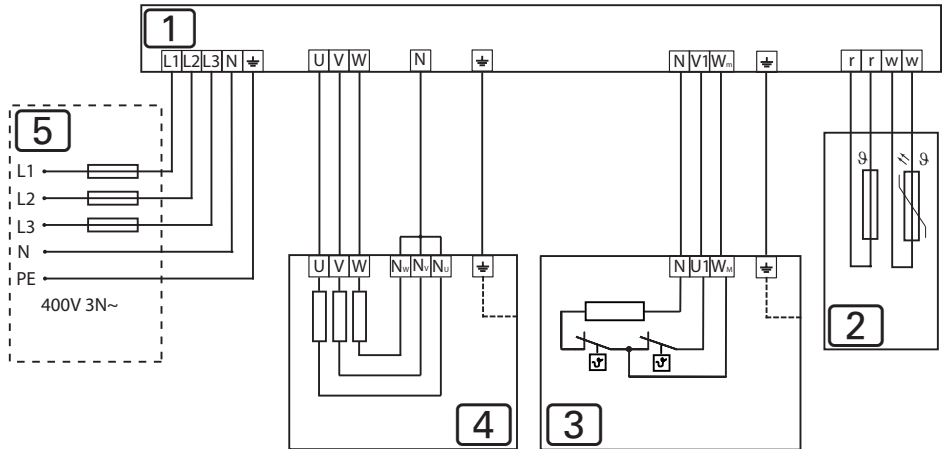 1
L1 L2 L3 N U V W N N V1 Wm r r w w
5
L1
L2
L3
N
PE
400V 3N~
ϑ ϑ
2
U V W NW NV NU N U1 WM
ϑ ϑ
4
3